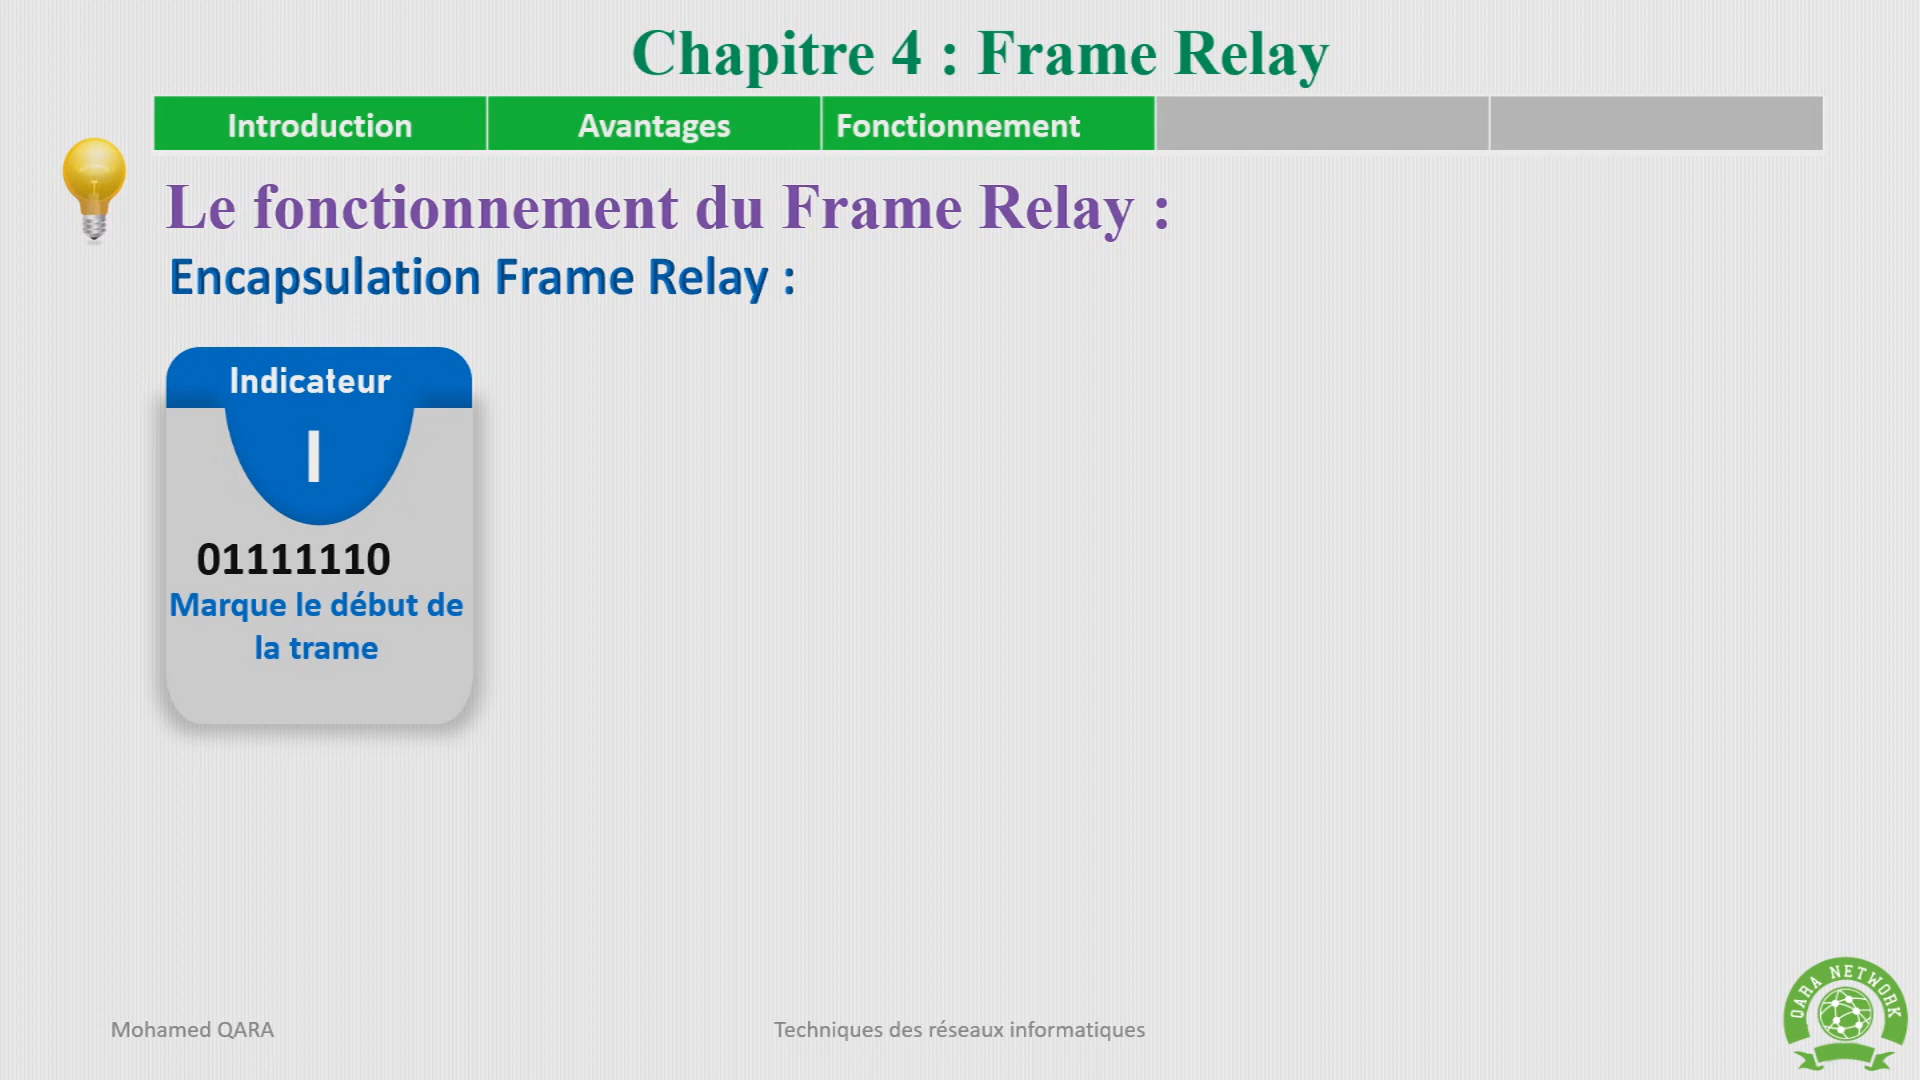 Chapitre 4 : Frame Relay
Introduction
Avantages
Fonctionnement
Le fonctionnement du Frame Relay :
Encapsulation Frame Relay :
Indicateur
I
01111110
Marque le début de
la trame
Mohamed QARA
Techniques des réseaux informatiques
QARA NETWORK